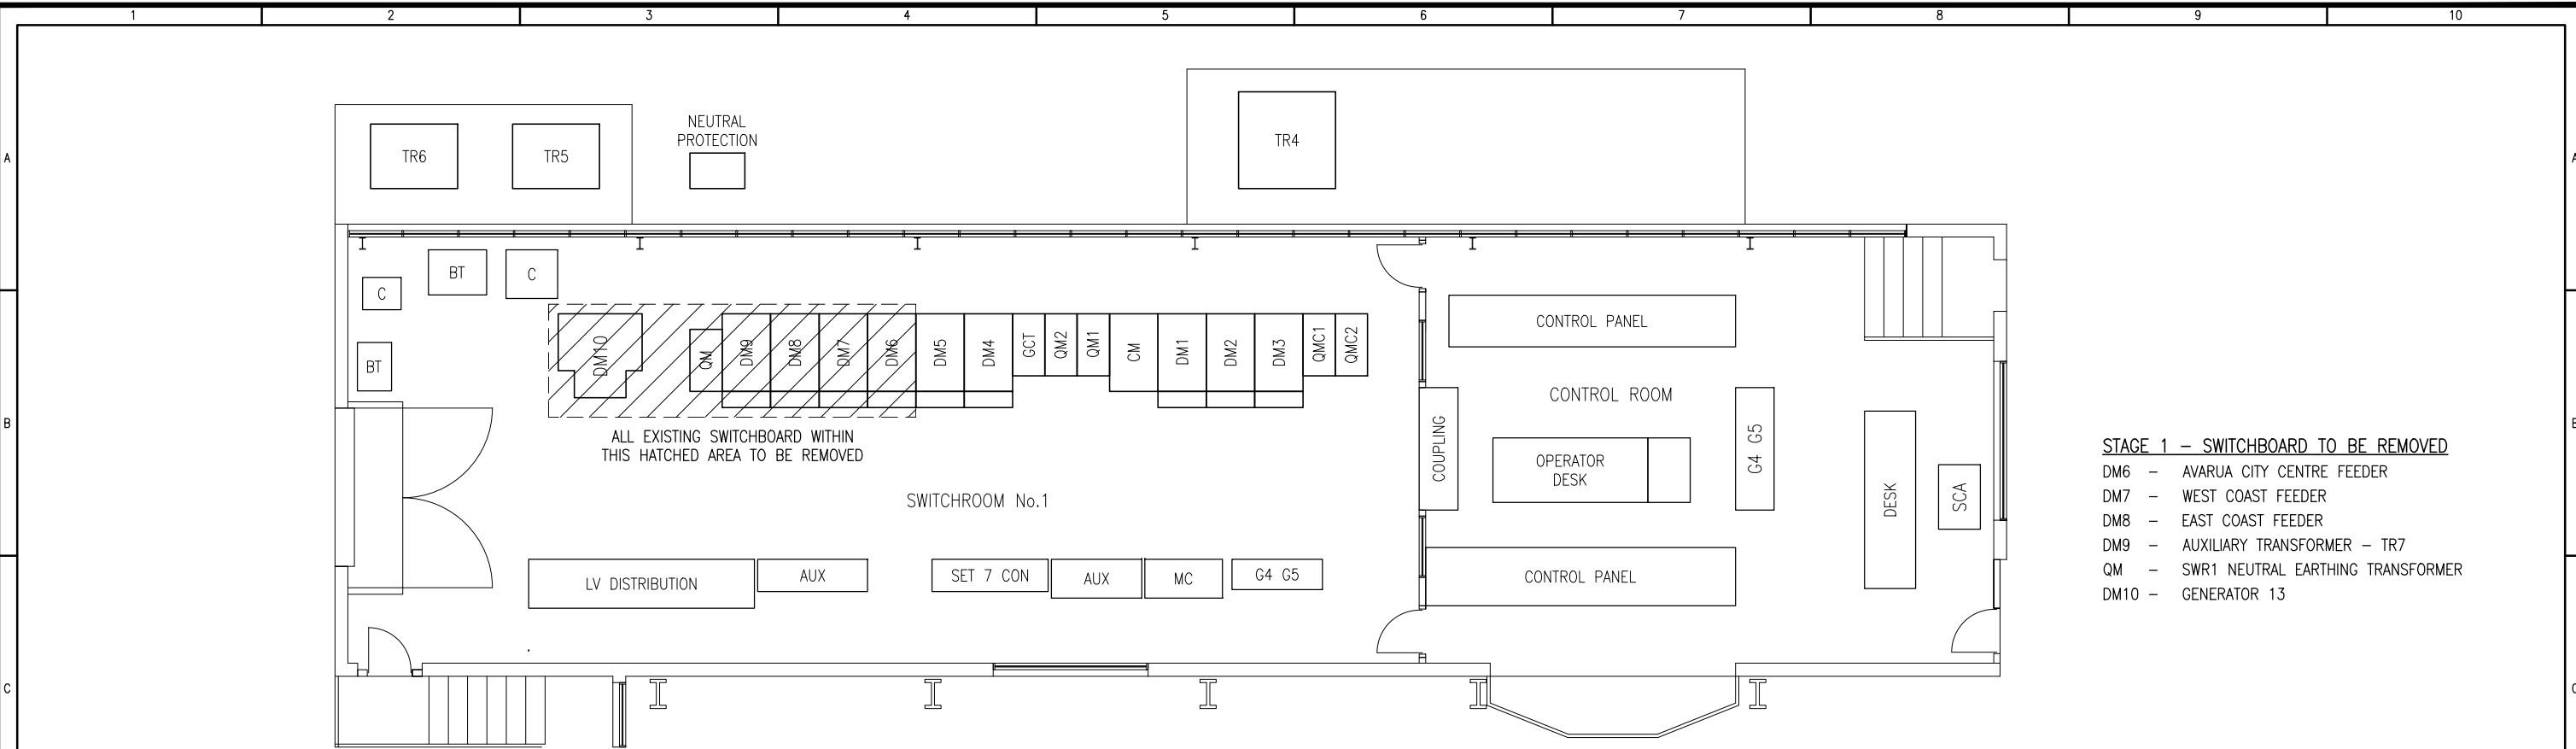 1 2 3 4 5 6 7 8 9 10
A
A
NEUTRAL
PROTECTION
TR6
TR5
TR4
BT
C
C
BT
DM10
QM
DM9
DM8
DM7
DM6
DM5
DM4
GCT
QM2
QM1
CM
DM1
DM2
DM3
QMC1
QMC2
ALL EXISTING SWITCHBOARD WITHIN
THIS HATCHED AREA TO BE REMOVED
SWITCHROOM No.1
LV DISTRIBUTION
AUX
SET 7 CON
AUX
MC
G4 G5
CONTROL PANEL
CONTROL ROOM
COUPLING
OPERATOR
DESK
G4 G5
CONTROL PANEL
DESK
SCA
B
B
STAGE 1 – SWITCHBOARD TO BE REMOVED
DM6 – AVARUA CITY CENTRE FEEDER
DM7 – WEST COAST FEEDER
DM8 – EAST COAST FEEDER
DM9 – AUXILIARY TRANSFORMER – TR7
QM – SWR1 NEUTRAL EARTHING TRANSFORMER
DM10 – GENERATOR 13
C
C